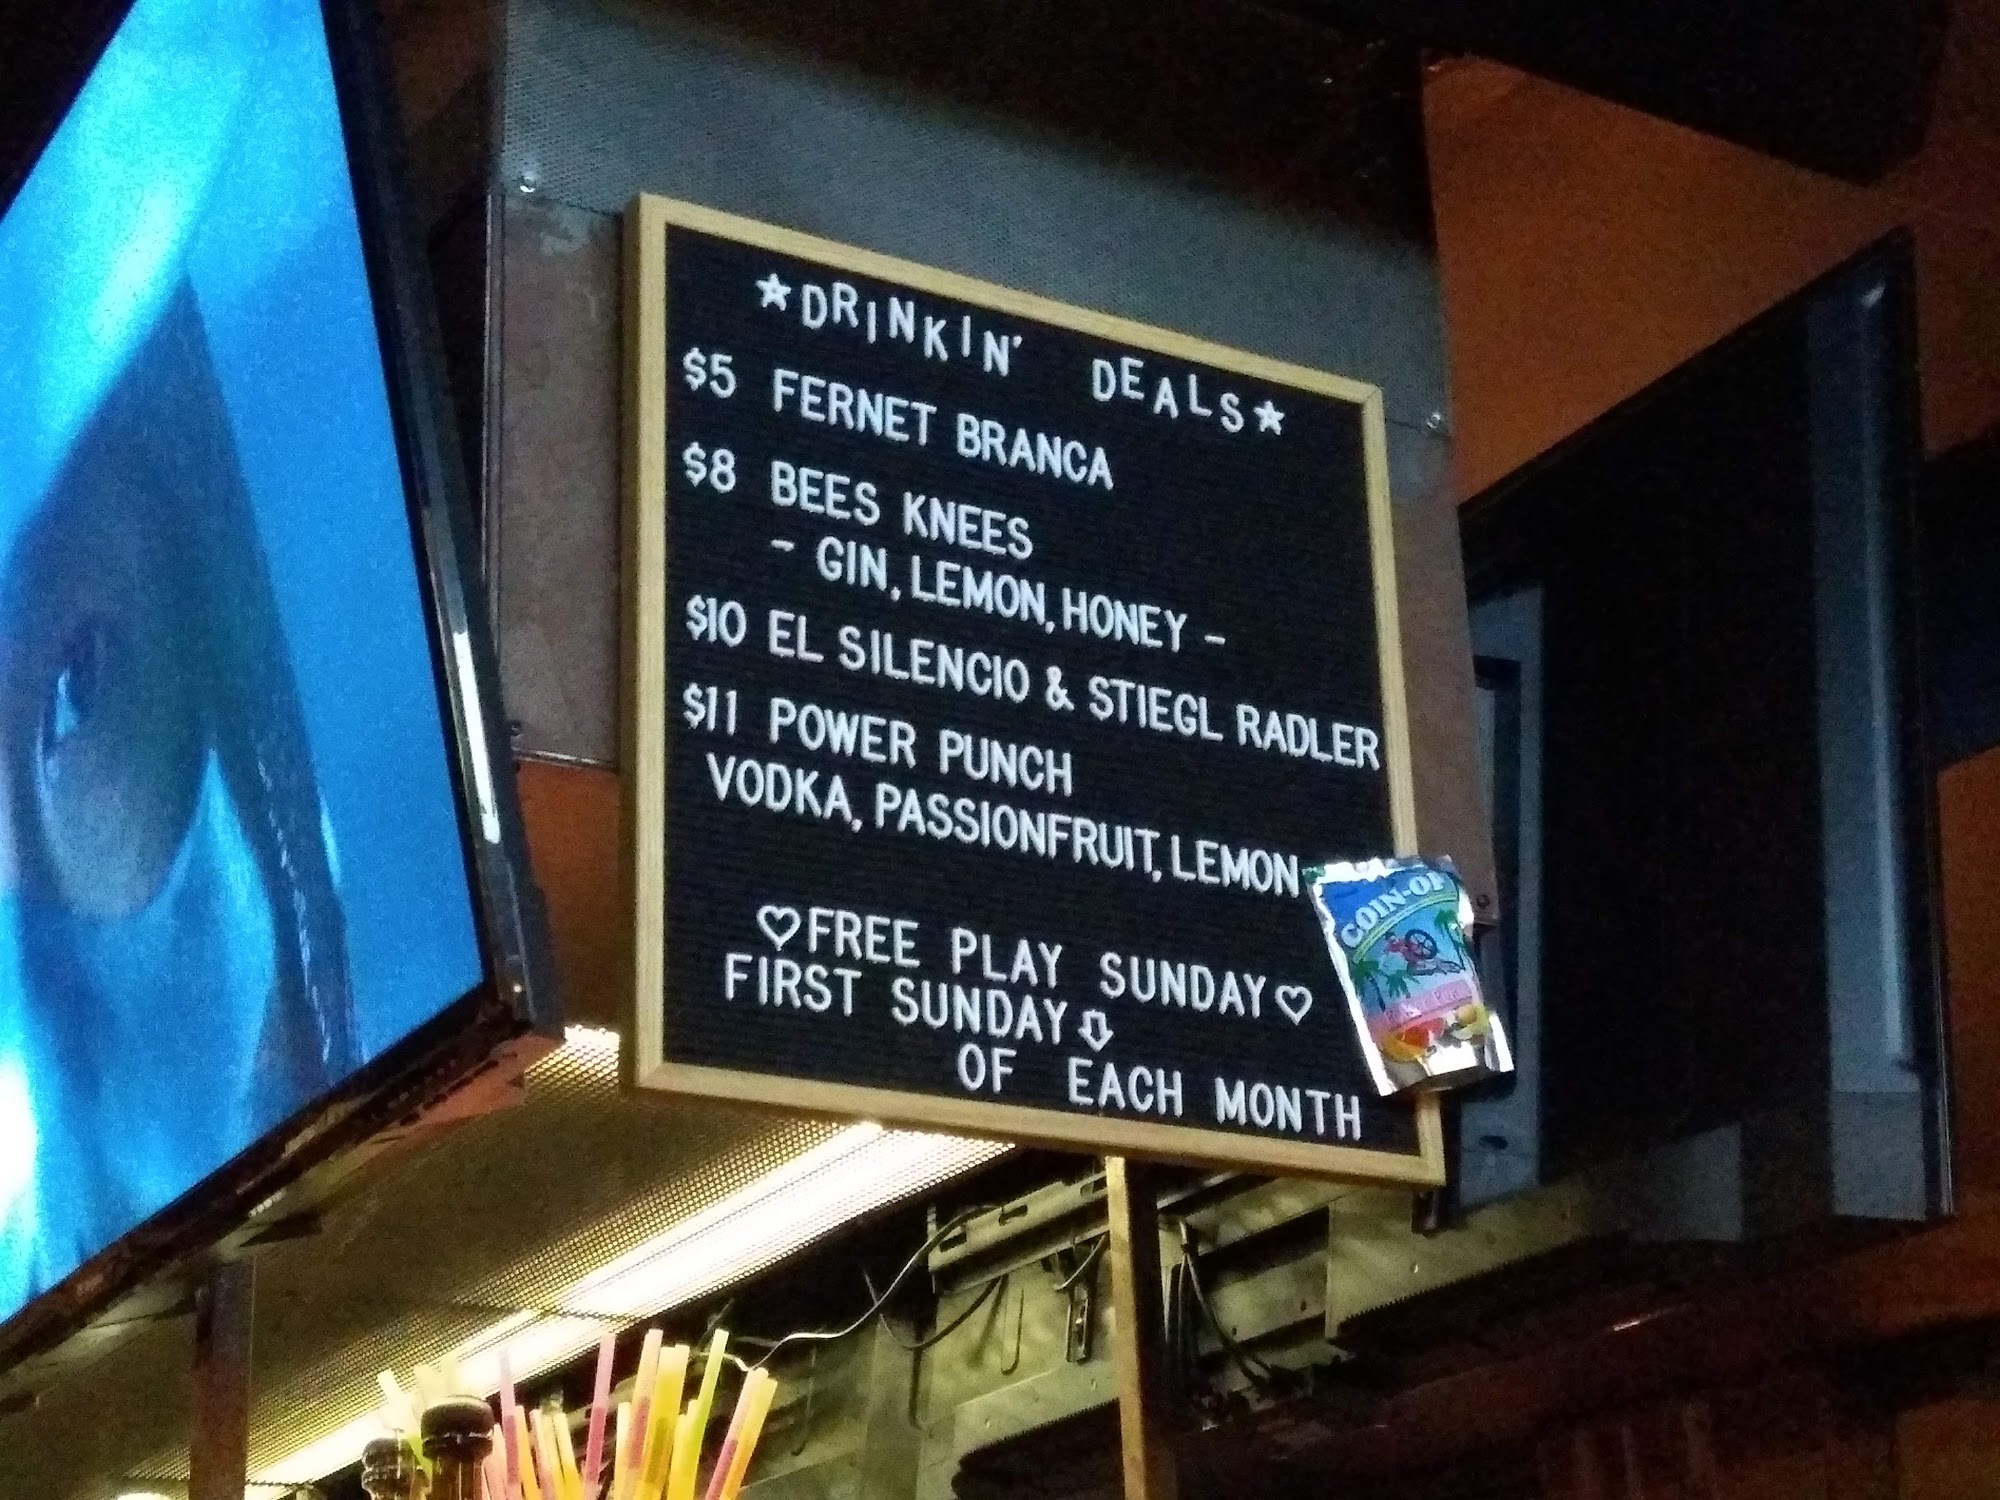 ☆DRINKIN' DEALS☆
$5 FERNET BRANCA
$8 BEES KNEES
- GIN, LEMON, HONEY -
$10 EL SILENCIO & STIEGL RADLER
$11 POWER PUNCH
VODKA, PASSIONFRUIT, LEMON
♡FREE PLAY SUNDAY♡
FIRST SUNDAY⇩
OF EACH MONTH
COIN-OP